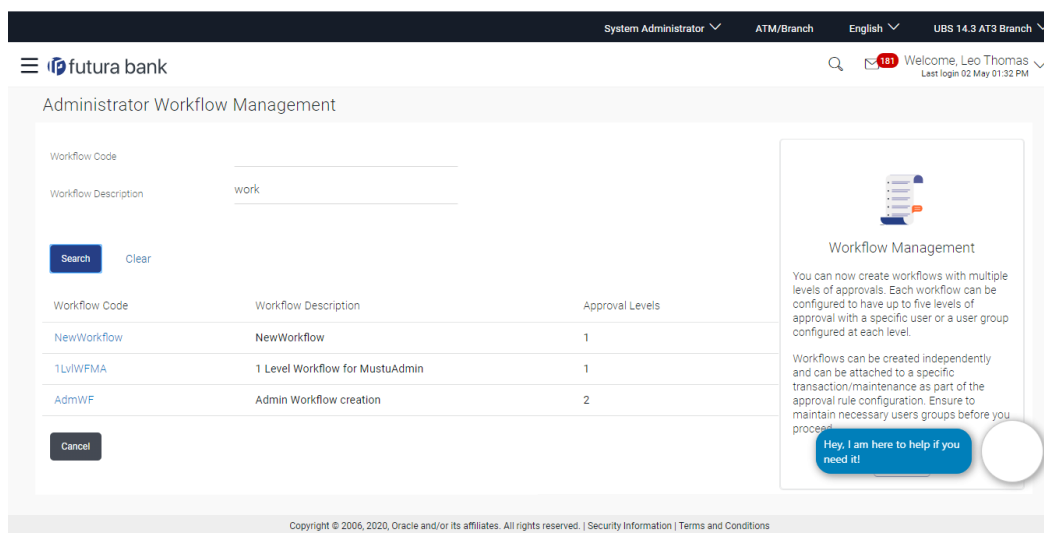 System Administrator ATM/Branch English UBS 14.3 AT3 Branch
futura bank 181 Welcome, Leo Thomas
Last login 02 May 01:32 PM
Administrator Workflow Management
Workflow Code
Workflow Description work
Search Clear
Workflow Code Workflow Description Approval Levels
NewWorkflow NewWorkflow 1
1LvlWFMA 1 Level Workflow for MustuAdmin 1
AdmWF Admin Workflow creation 2
Cancel
Workflow Management
You can now create workflows with multiple
levels of approvals. Each workflow can be
configured to have up to five levels of
approval with a specific user or a user group
configured at each level.
Workflows can be created independently
and can be attached to a specific
transaction/maintenance as part of the
approval rule configuration. Ensure to
maintain necessary users groups before you
proceed
Hey, I am here to help if you
need it!
Copyright © 2006, 2020, Oracle and/or its affiliates. All rights reserved. | Security Information | Terms and Conditions